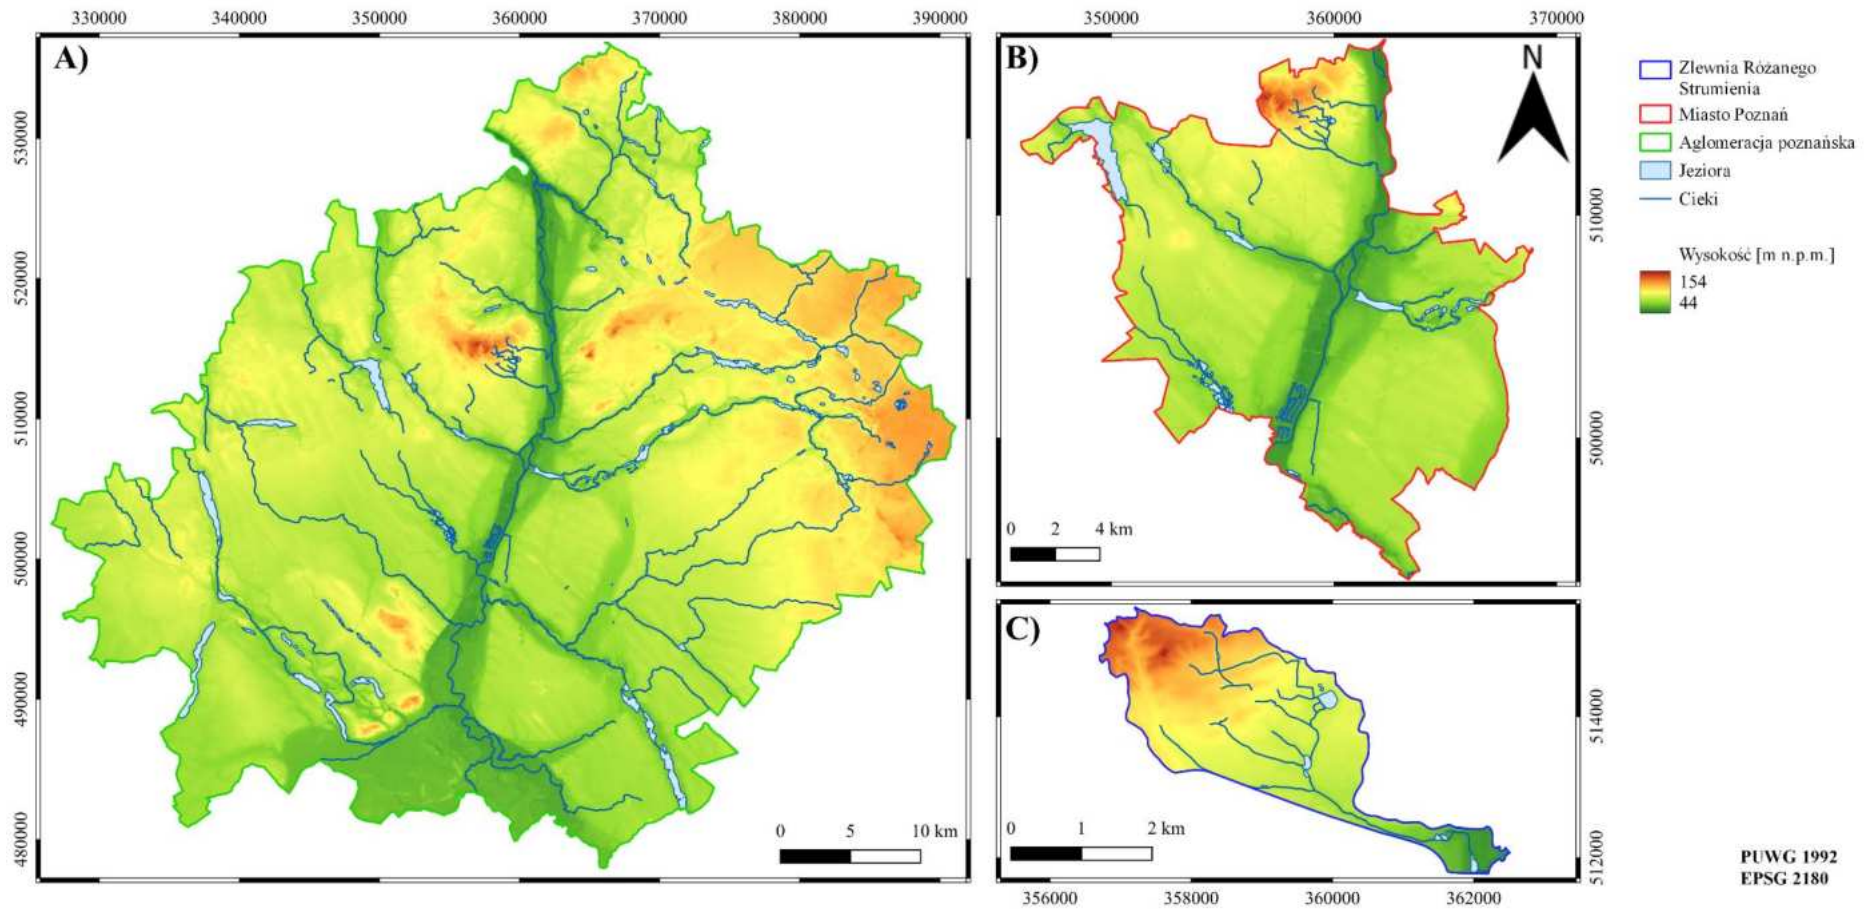 330000 340000 350000 360000 370000 380000 390000
A)
530000
520000
510000
500000
490000
480000
0 5 10 km
350000 360000 370000
B)
N
510000
500000
0 2 4 km
C)
514000
512000
0 1 2 km
356000 358000 360000 362000
Zlewnia Różanego
Strumienia
Miasto Poznań
Aglomeracja poznańska
Jeziora
Cieki
Wysokość [m n.p.m.]
154
44
PUWG 1992
EPSG 2180